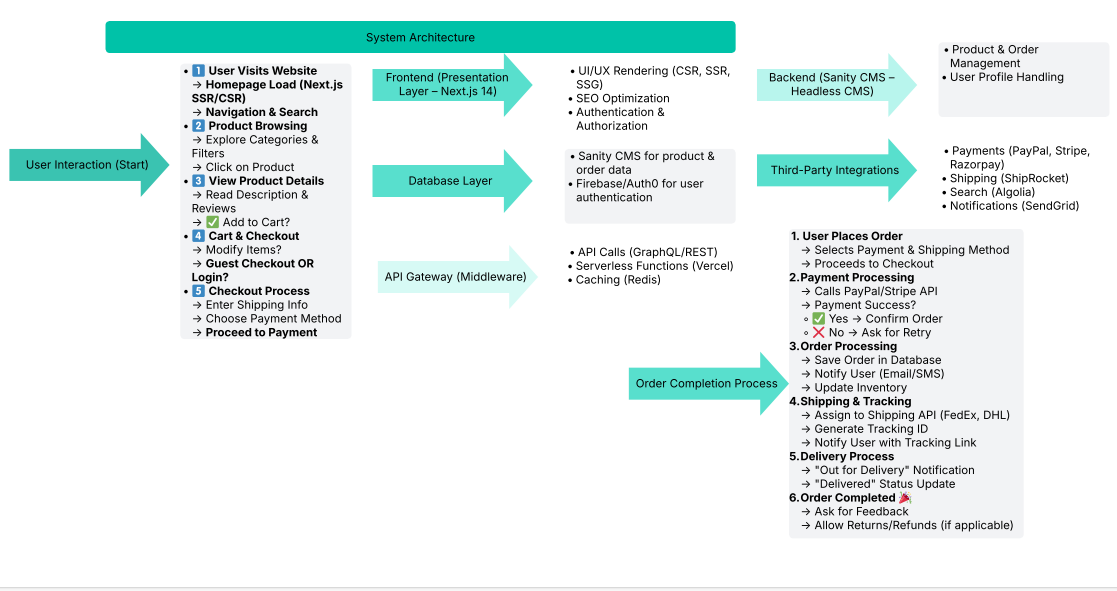 System Architecture
User Interaction (Start)
• 1️⃣ User Visits Website
→ Homepage Load (Next.js
SSR/CSR)
→ Navigation & Search
• 2️⃣ Product Browsing
→ Explore Categories &
Filters
→ Click on Product
• 3️⃣ View Product Details
→ Read Description &
Reviews
→ ✅ Add to Cart?
• 4️⃣ Cart & Checkout
→ Modify Items?
→ Guest Checkout OR
Login?
• 5️⃣ Checkout Process
→ Enter Shipping Info
→ Choose Payment Method
→ Proceed to Payment
Frontend (Presentation
Layer – Next.js 14)
• UI/UX Rendering (CSR, SSR,
SSG)
• SEO Optimization
• Authentication &
Authorization
Backend (Sanity CMS –
Headless CMS)
• Product & Order
Management
• User Profile Handling
Database Layer
• Sanity CMS for product &
order data
• Firebase/Auth0 for user
authentication
Third-Party Integrations
• Payments (PayPal, Stripe,
Razorpay)
• Shipping (ShipRocket)
• Search (Algolia)
• Notifications (SendGrid)
API Gateway (Middleware)
• API Calls (GraphQL/REST)
• Serverless Functions (Vercel)
• Caching (Redis)
Order Completion Process
1. User Places Order
→ Selects Payment & Shipping Method
→ Proceeds to Checkout
2.Payment Processing
→ Calls PayPal/Stripe API
→ Payment Success?
◦ ✅ Yes → Confirm Order
◦ ❌ No → Ask for Retry
3.Order Processing
→ Save Order in Database
→ Notify User (Email/SMS)
→ Update Inventory
4.Shipping & Tracking
→ Assign to Shipping API (FedEx, DHL)
→ Generate Tracking ID
→ Notify User with Tracking Link
5.Delivery Process
→ "Out for Delivery" Notification
→ "Delivered" Status Update
6.Order Completed 🎉
→ Ask for Feedback
→ Allow Returns/Refunds (if applicable)